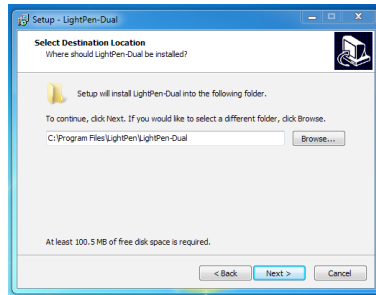 Setup - LightPen-Dual
Select Destination Location
Where should LightPen-Dual be installed?
Setup will install LightPen-Dual into the following folder.
To continue, click Next. If you would like to select a different folder, click Browse.
C:\Program Files\LightPen\LightPen-Dual
Browse...
At least 100.5 MB of free disk space is required.
< Back Next > Cancel